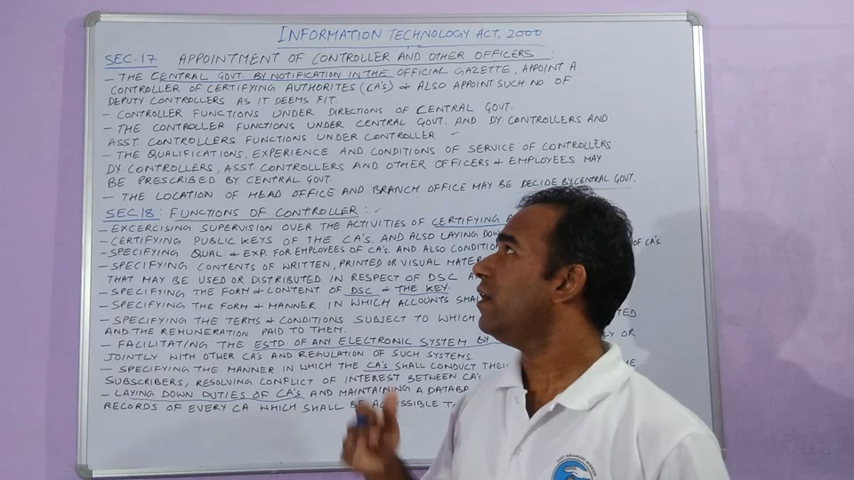 INFORMATION TECHNOLOGY ACT, 2000
SEC.17 APPOINTMENT OF CONTROLLER AND OTHER OFFICERS :
- THE CENTRAL GOVT. BY NOTIFICATION IN THE OFFICIAL GAZETTE, APPOINT A
CONTROLLER OF CERTIFYING AUTHORITES (CA'S) & ALSO APPOINT SUCH NO. OF
DEPUTY CONTROLLERS AS IT DEEMS FIT.
- CONTROLLER FUNCTIONS UNDER DIRECTIONS OF CENTRAL GOVT.
- THE CONTROLLER FUNCTIONS UNDER CENTRAL GOVT. AND DY CONTROLLERS AND
ASST. CONTROLLERS FUNCTIONS UNDER CONTROLLER -
- THE QUALIFICATIONS, EXPERIENCE AND CONDITIONS OF SERVICE OF CONTROLLERS
DY CONTROLLERS, ASST. CONTROLLERS AND OTHER OFFICERS & EMPLOYEES MAY
BE PRESCRIBED BY CENTRAL GOVT.
- THE LOCATION OF HEAD OFFICE AND BRANCH OFFICE MAY BE DECIDE BY CENTRAL GOVT.
SEC 18 : FUNCTIONS OF CONTROLLER : -
- EXCERCISING SUPERVISION OVER THE ACTIVITIES OF CERTIFYING
- CERTIFYING PUBLIC KEYS OF THE CA'S. AND ALSO LAYING DOWN OF CA'S
- SPECIFYING QUAL & EXP. FOR EMPLOYEES OF CA'S. AND ALSO CONDITION
- SPECIFYING CONTENTS OF WRITTEN, PRINTED OR VISUAL
THAT MAY BE USED OR DISTRIBUTED IN RESPECT OF DSC
- SPECIFYING THE FORM & CONTENT OF DSC & THE KEY.
- SPECIFYING THE FORM & MANNER IN WHICH ACCOUNTS
- SPECIFYING THE TERMS & CONDITIONS SUBJECT TO WHICH
AND THE REMUNERATION PAID TO THEM.
- FACILITATING THE ESTD OF ANY ELECTRONIC SYSTEM BY OR
JOINTLY WITH OTHER CA'S AND REGULATION OF SUCH SYSTEMS.
- SPECIFYING THE MANNER IN WHICH THE CA'S SHALL CONDUCT
SUBSCRIBERS, RESOLVING CONFLICT OF INTEREST BETWEEN
- LAYING DOWN DUTIES OF CA'S AND MAINTAINING A
RECORDS OF EVERY CA WHICH SHALL BE ACCESSIBLE